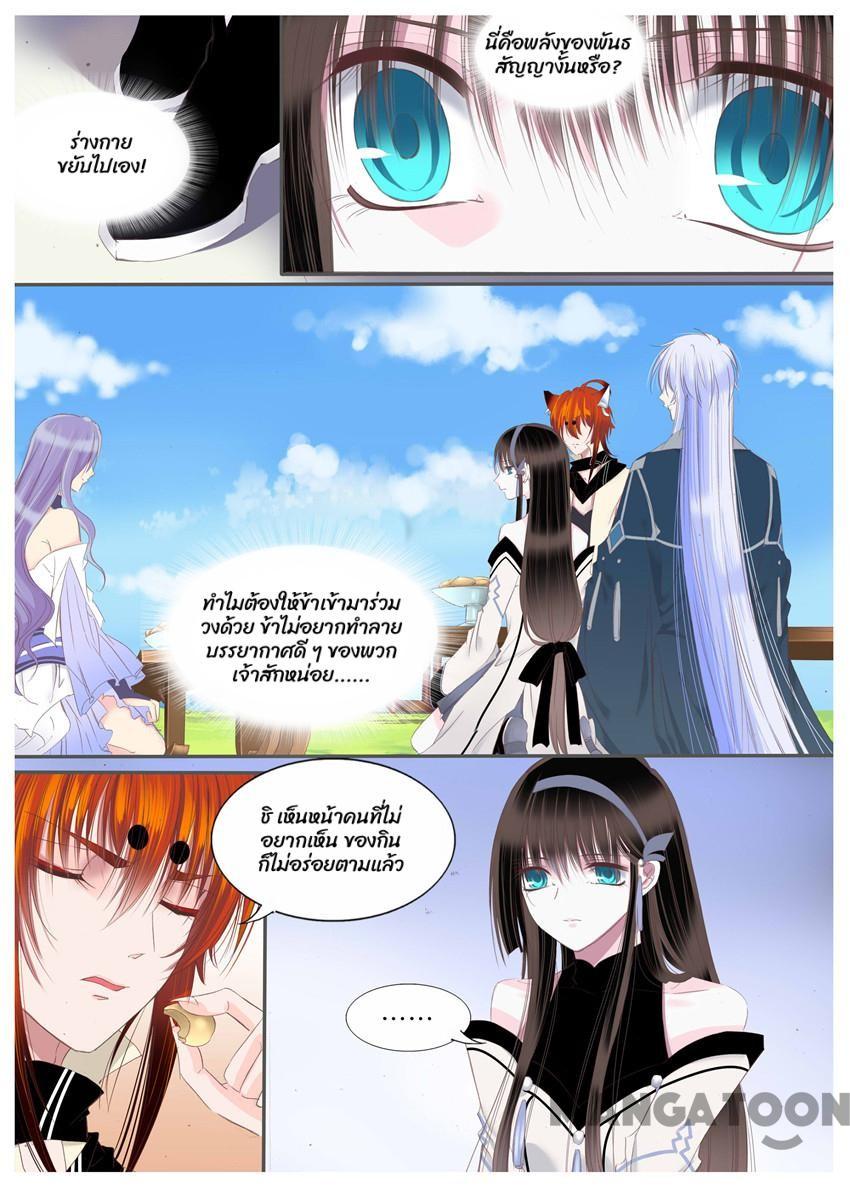 นี่คือพลังของพันธ
สัญญางั้นหรือ?
ร่างกาย
ขยับไปเอง!
ทำไมต้องให้ข้าเข้ามาร่วม
วงด้วย ข้าไม่อยากทำลาย
บรรยากาศดี ๆ ของพวก
เจ้าสักหน่อย......
ชิ เห็นหน้าคนที่ไม่
อยากเห็น ของกิน
ก็ไม่อร่อยตามแล้ว
......
MANGATOON